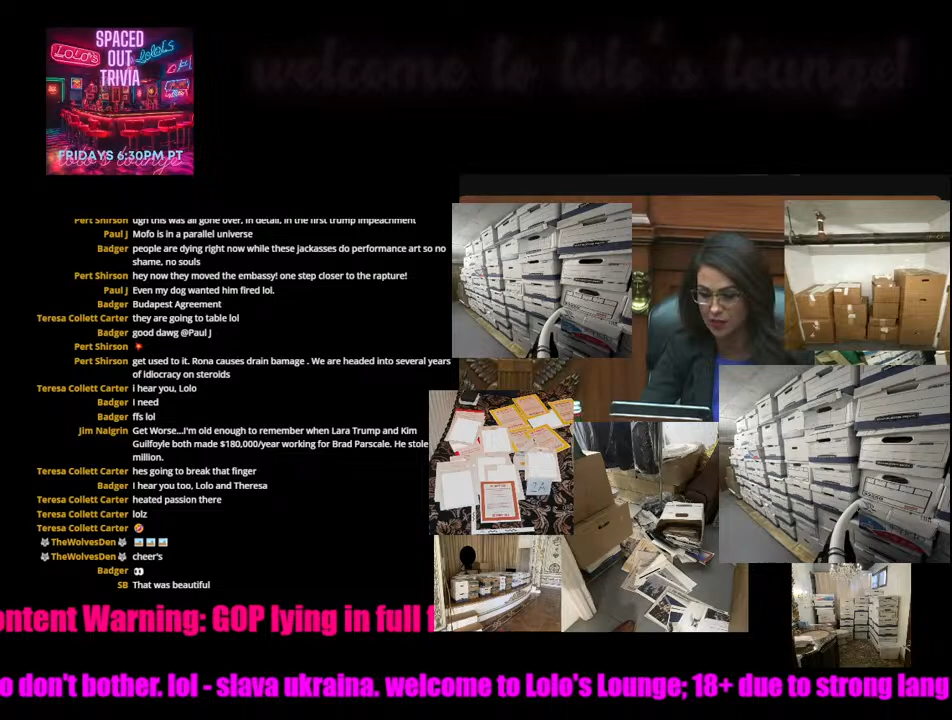 SPACED
OUT
TRIVIA
LOLO'S
FRIDAYS 6:30PM PT
lolo's lounge
welcome to lolo's lounge!
Pert Shirson ugh this was all gone over, in detail, in the first trump impeachment
Paul J Mofo is in a parallel universe
Badger people are dying right now while these jackasses do performance art so no
shame, no souls
Pert Shirson hey now they moved the embassy! one step closer to the rapture!
Paul J Even my dog wanted him fired lol.
Badger Budapest Agreement
Teresa Collett Carter they are going to table lol
Badger good dawg @Paul J
Pert Shirson
Pert Shirson get used to it. Rona causes drain bamage . We are headed into several years
of idiocracy on steroids
Teresa Collett Carter i hear you, Lolo
Badger I need
Badger ffs lol
Jim Nalgrin Get Worse...I'm old enough to remember when Lara Trump and Kim
Guilfoyle both made $180,000/year working for Brad Parscale. He stole
million.
Teresa Collett Carter hes going to break that finger
Badger I hear you too, Lolo and Theresa
Teresa Collett Carter heated passion there
Teresa Collett Carter lolz
Teresa Collett Carter 🤣
🐺TheWolvesDen🐺
🐺TheWolvesDen🐺 cheer's
Badger 👀
SB That was beautiful
ontent Warning: GOP lying in full f
2A
o don't bother. lol - slava ukraina. welcome to Lolo's Lounge; 18+ due to strong lang